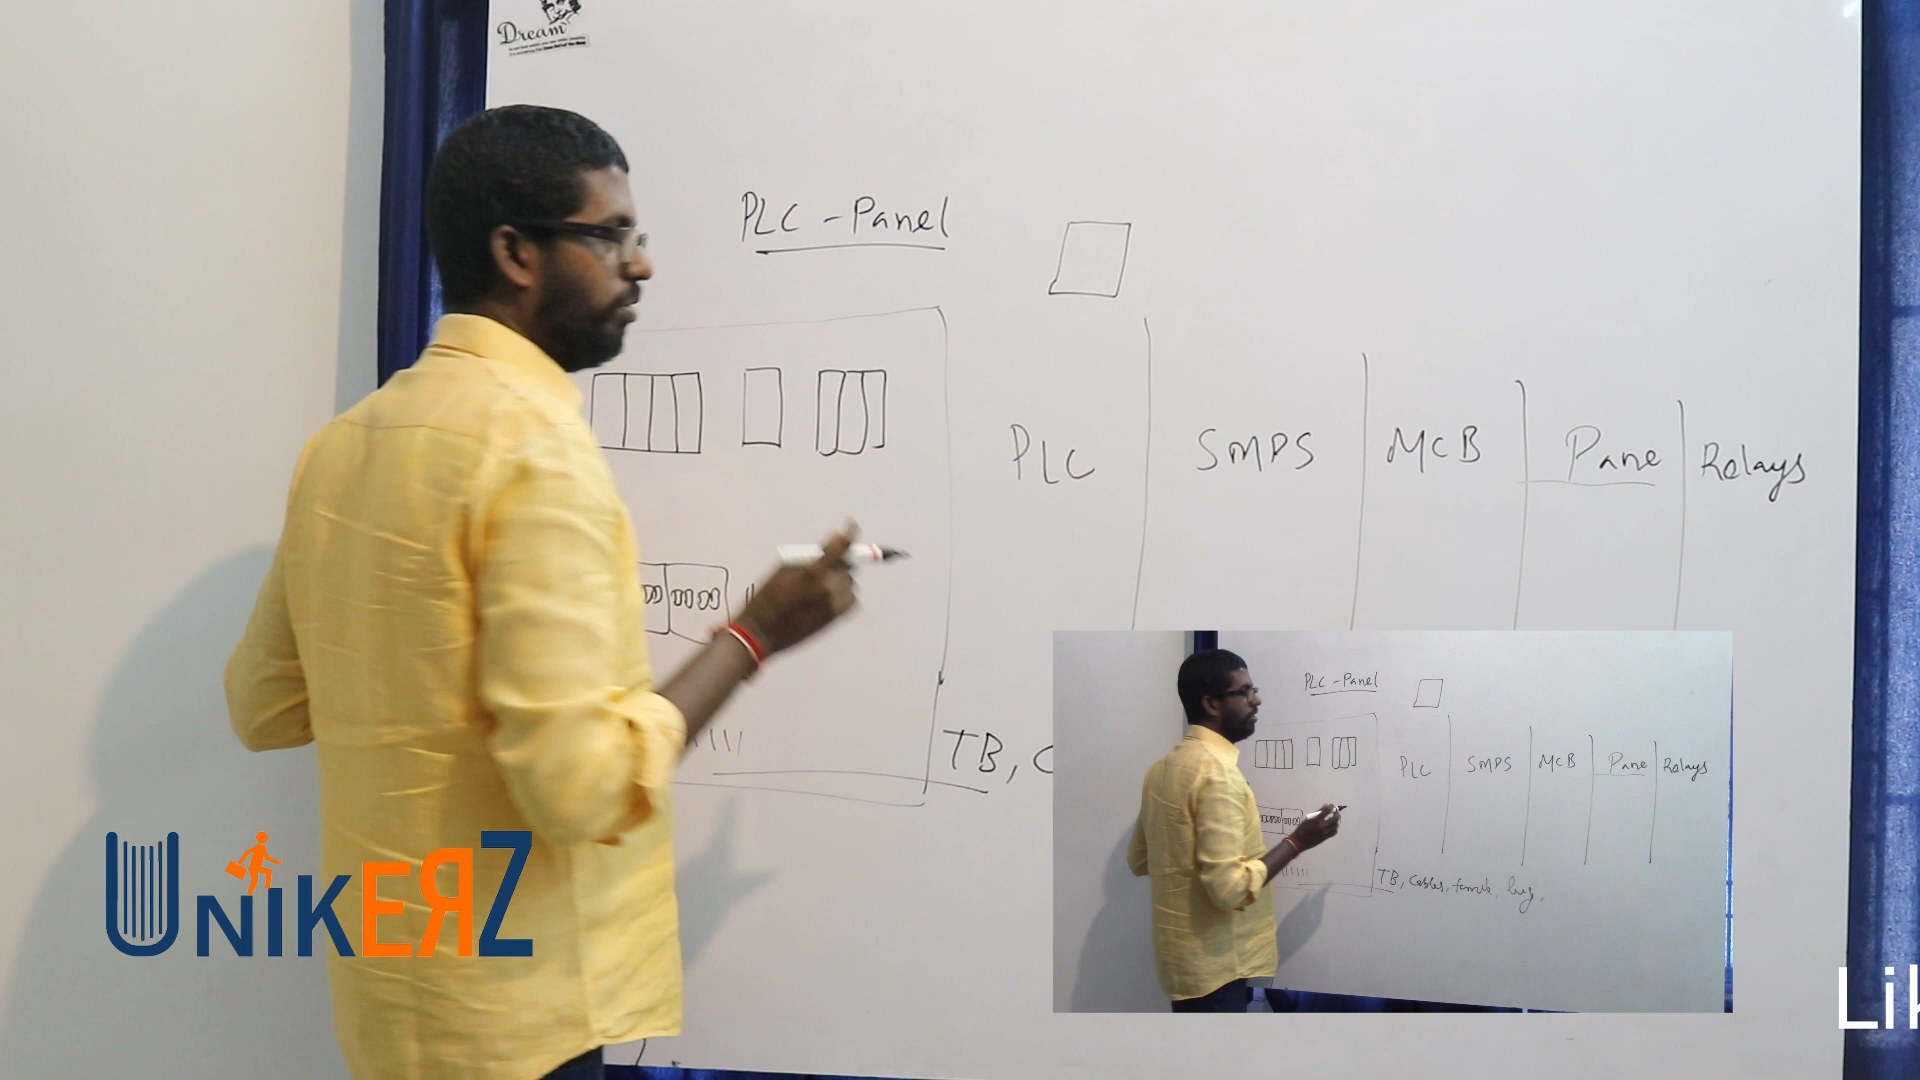 Dream
PLC - Panel
PLC
SMPS
MCB
Pane
Relays
TB, C
UNIKERZ
PLC - Panel
PLC
SMPS
MCB
Pane
Relays
TB, Cables,
Lik